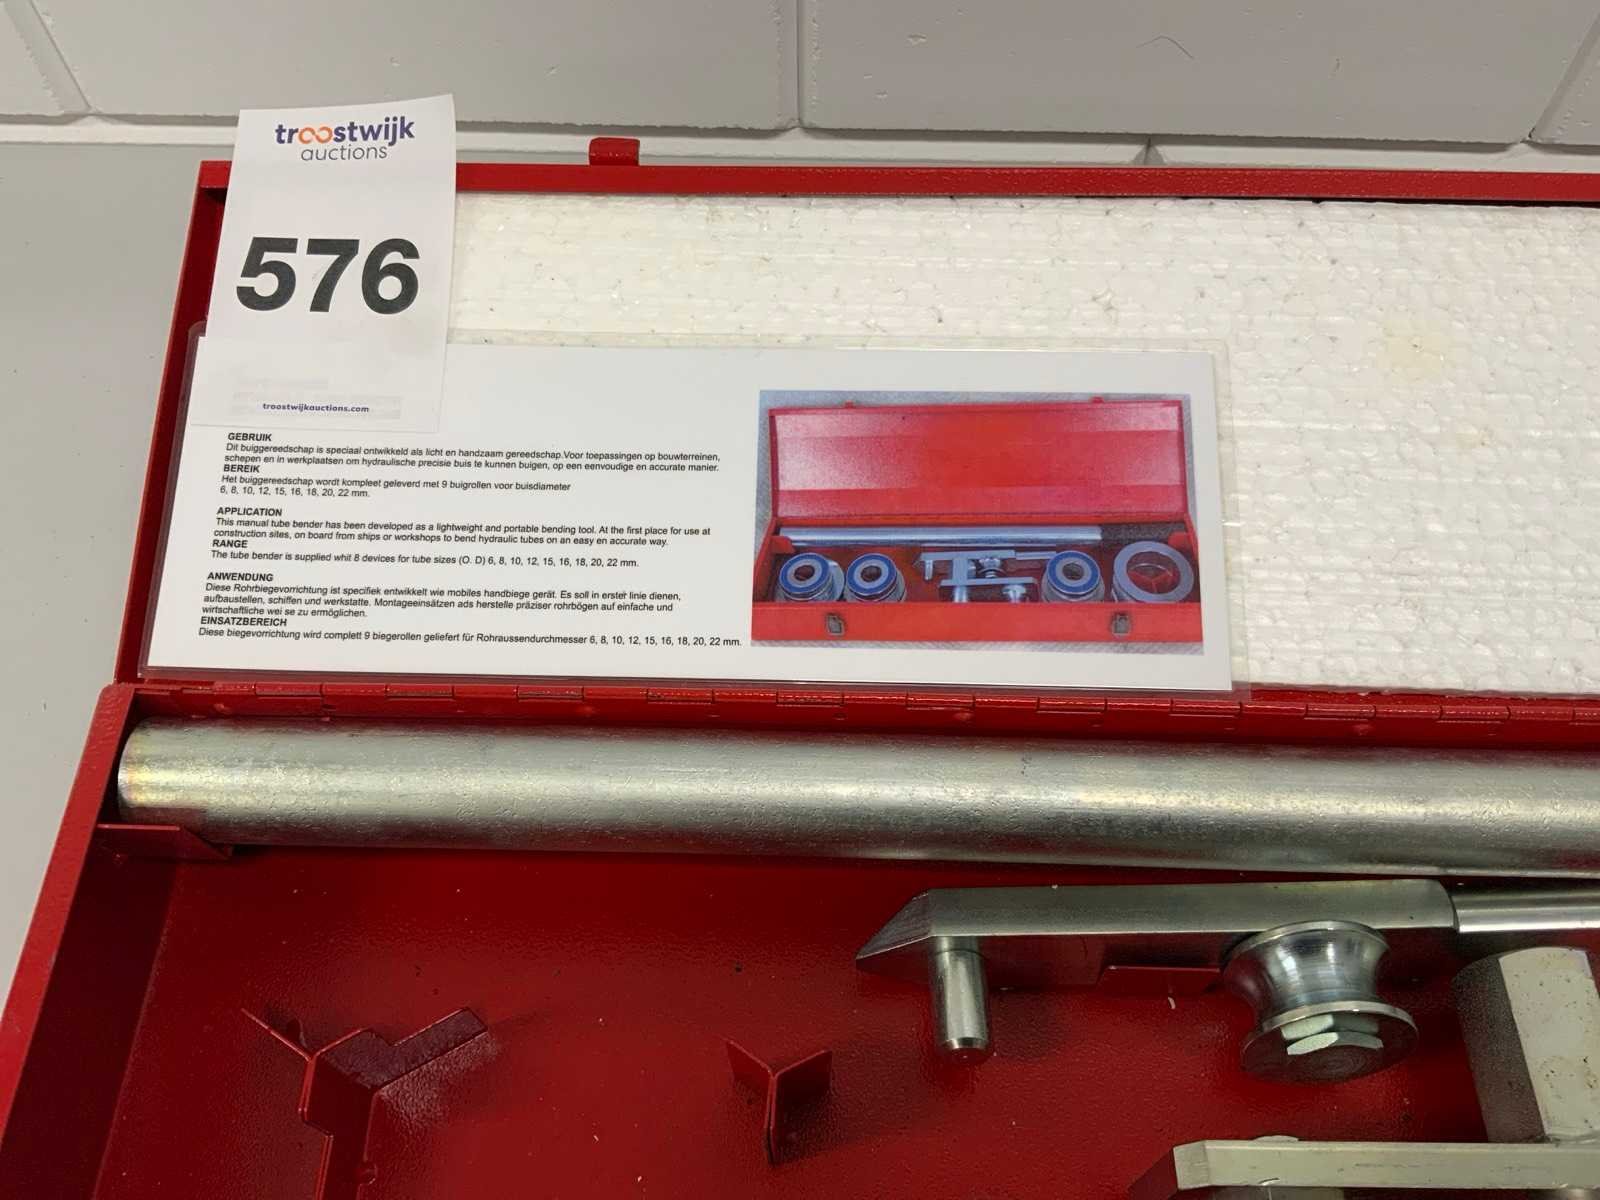 troostwijk
auctions
576
troostwijkauctions.com
GEBRUIK
Dit buiggereedschap is speciaal ontwikkeld als licht en handzaam gereedschap.Voor toepassingen op bouwterreinen,
schepen en in werkplaatsen om hydraulische precisie buis te kunnen buigen, op een eenvoudige en accurate manier.
BEREIK
Het buiggereedschap wordt kompleet geleverd met 9 buigrollen voor buisdiameter
6, 8, 10, 12, 15, 16, 18, 20, 22 mm.
APPLICATION
This manual tube bender has been developed as a lightweight and portable bending tool. At the first place for use at
construction sites, on board from ships or workshops to bend hydraulic tubes on an easy en accurate way.
RANGE
The tube bender is supplied whit 8 devices for tube sizes (O. D) 6, 8, 10, 12, 15, 16, 18, 20, 22 mm.
ANWENDUNG
Diese Rohrbiegevorrichtung ist specifiek entwikkelt wie mobiles handbiege gerät. Es soll in erster linie dienen,
aufbaustellen, schiffen und werkstatte. Montageeinsätzen ads herstelle präziser rohrbögen auf einfache und
wirtschaftliche wei se zu ermöglichen.
EINSATZBEREICH
Diese biegevorrichtung wird complett 9 biegerollen geliefert für Rohraussendurchmesser 6, 8, 10, 12, 15, 16, 18, 20, 22 mm.